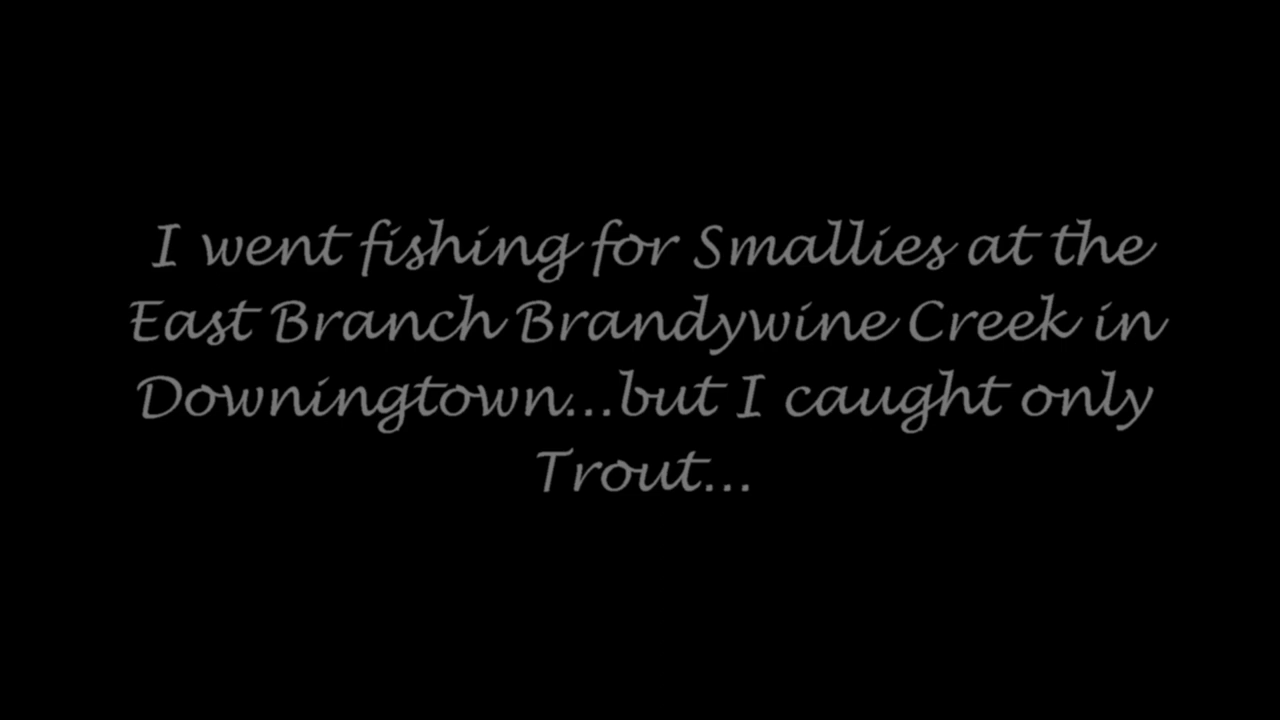 I went fishing for Smallies at the
East Branch Brandywine Creek in
Downingtown...but I caught only
Trout...